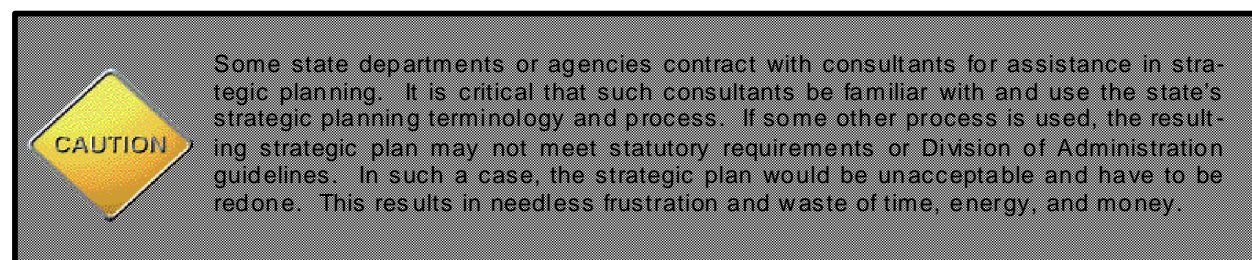 Some state departments or agencies contract with consultants for assistance in stra-
tegic planning. It is critical that such consultants be familiar with and use the state's
strategic planning terminology and process. If some other process is used, the result-
CAUTION
ing strategic plan may not meet statutory requirements or Division of Administration
guidelines. In such a case, the strategic plan would be unacceptable and have to be
redone. This results in needless frustration and waste of time, energy, and money.